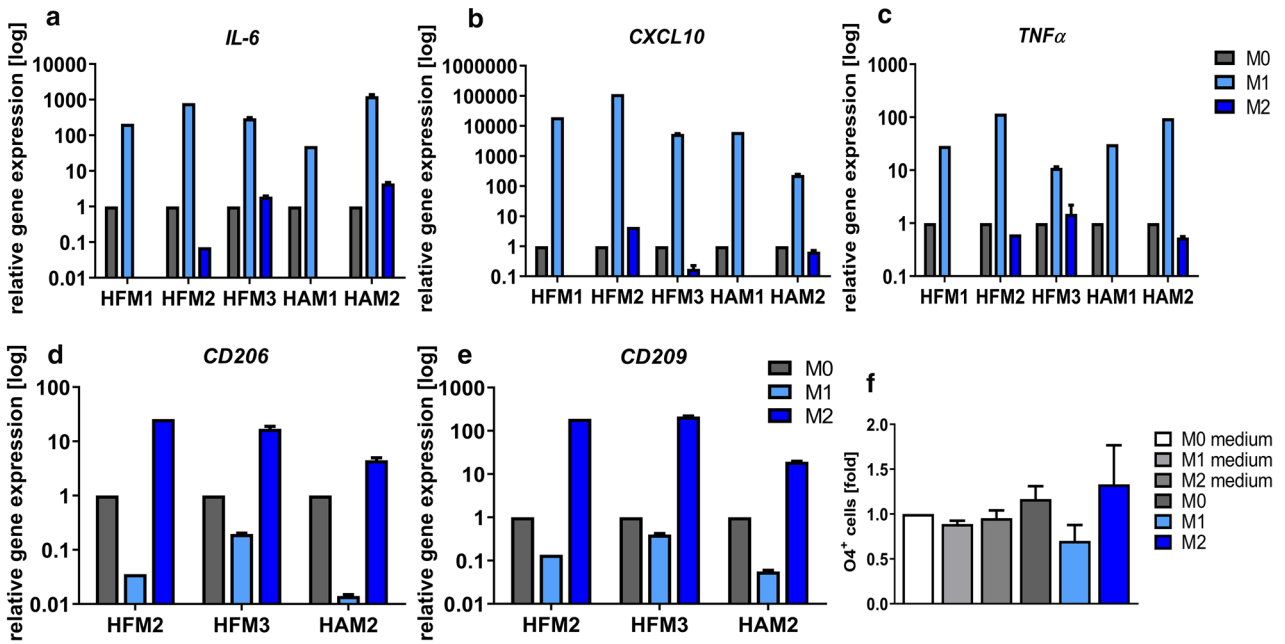 a
IL-6
relative gene expression [log]
10000
1000
100
10
1
0.1
0.01
HFM1 HFM2 HFM3 HAM1 HAM2
b
CXCL10
relative gene expression [log]
1000000
100000
10000
1000
100
10
1
0.1
HFM1 HFM2 HFM3 HAM1 HAM2
c
TNFα
relative gene expression [log]
1000
100
10
1
0.1
HFM1 HFM2 HFM3 HAM1 HAM2
M0
M1
M2
d
CD206
relative gene expression [log]
100
10
1
0.1
0.01
HFM2 HFM3 HAM2
e
CD209
relative gene expression [log]
1000
100
10
1
0.1
0.01
HFM2 HFM3 HAM2
M0
M1
M2
f
O4⁺ cells [fold]
2.0
1.5
1.0
0.5
0.0
M0 medium
M1 medium
M2 medium
M0
M1
M2